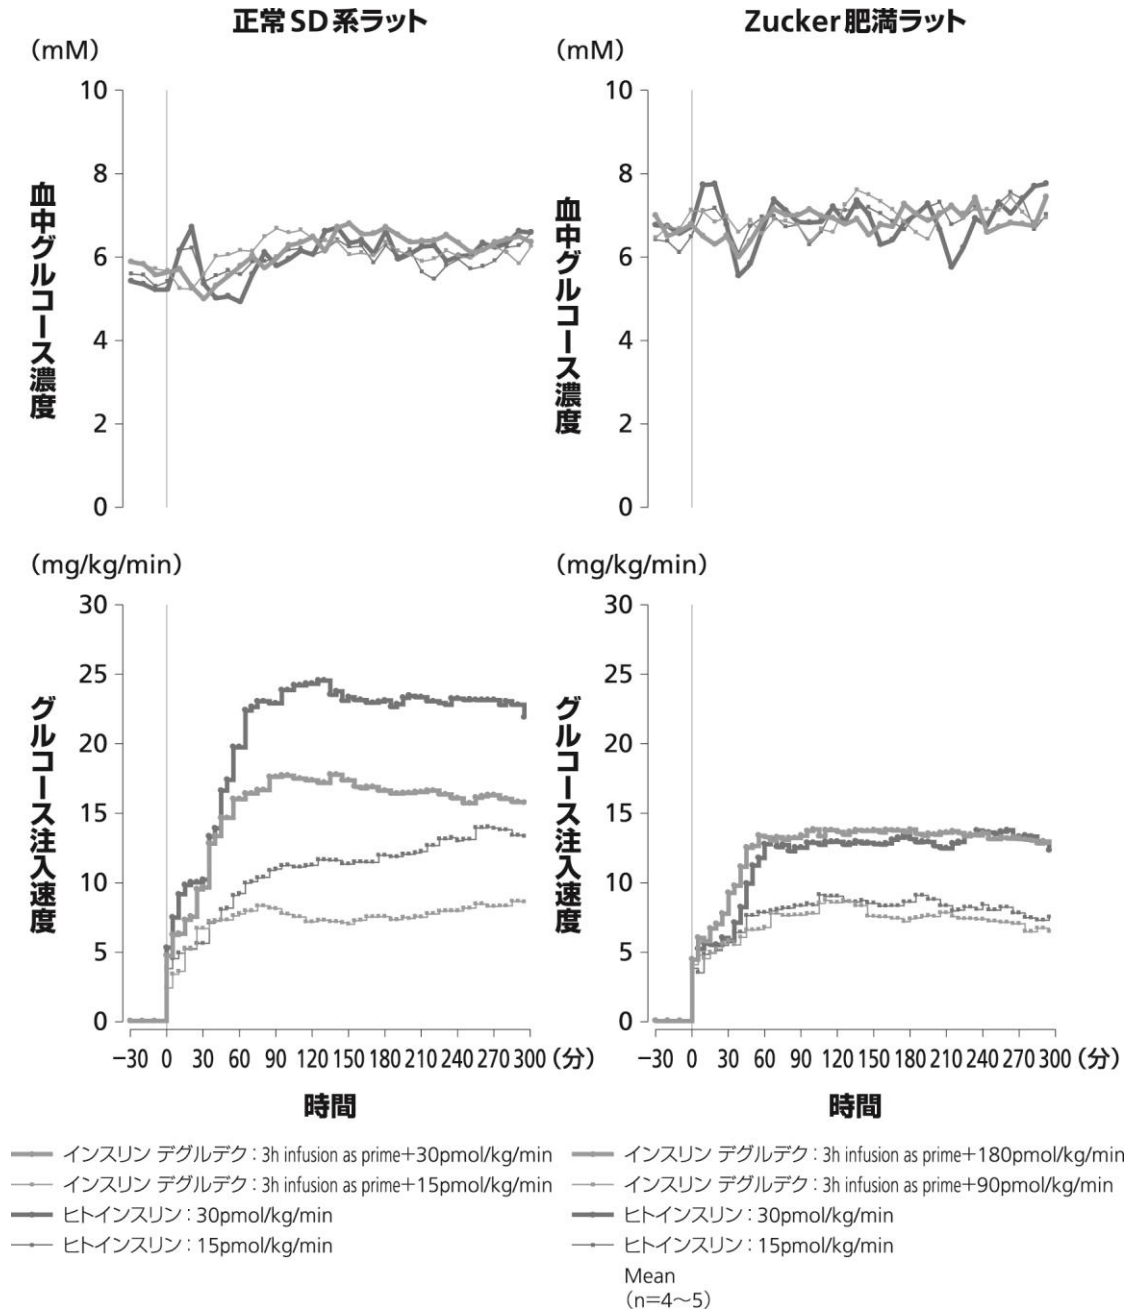 正常SD系ラット
(mM)
10
8
6
4
2
0
血中グルコース濃度
Zucker肥満ラット
(mM)
10
8
6
4
2
0
血中グルコース濃度
(mg/kg/min)
30
25
20
15
10
5
0
グルコース注入速度
−30 0 30 60 90 120 150 180 210 240 270 300(分)
時間
(mg/kg/min)
30
25
20
15
10
5
0
グルコース注入速度
−30 0 30 60 90 120 150 180 210 240 270 300(分)
時間
インスリン デグルデク:3h infusion as prime+30pmol/kg/min
インスリン デグルデク:3h infusion as prime+15pmol/kg/min
ヒトインスリン:30pmol/kg/min
ヒトインスリン:15pmol/kg/min
インスリン デグルデク:3h infusion as prime+180pmol/kg/min
インスリン デグルデク:3h infusion as prime+90pmol/kg/min
ヒトインスリン:30pmol/kg/min
ヒトインスリン:15pmol/kg/min
Mean
(n=4〜5)